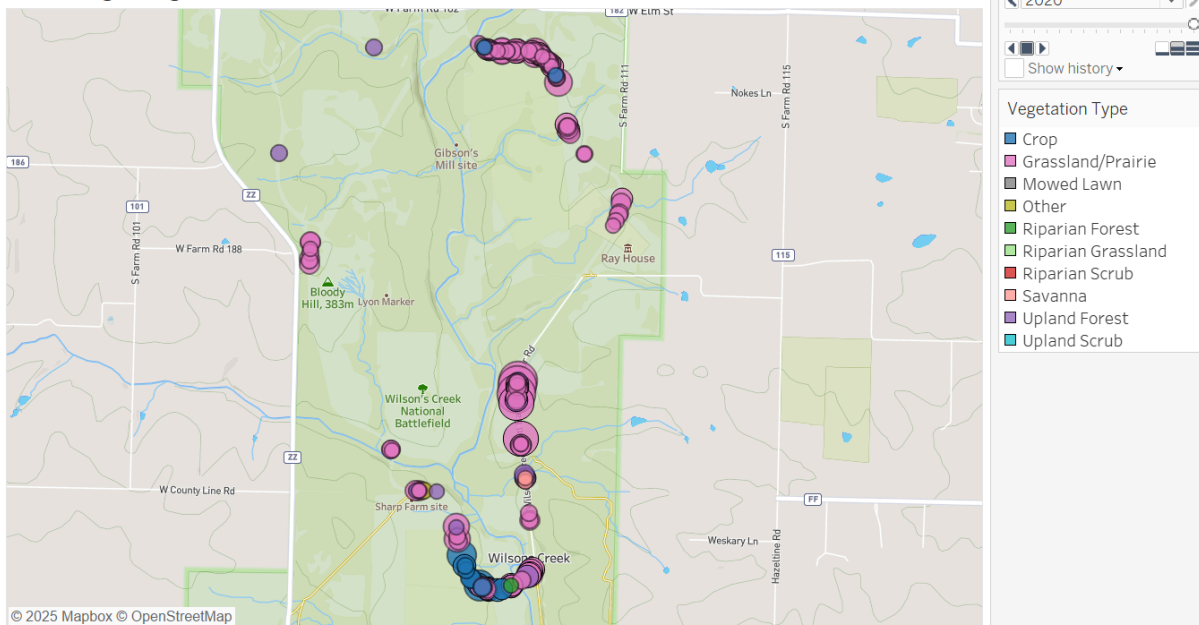 W Farm Rd 182
182
W Elm St
2020
Show history
Vegetation Type
Crop
Grassland/Prairie
Mowed Lawn
Other
Riparian Forest
Riparian Grassland
Riparian Scrub
Savanna
Upland Forest
Upland Scrub
S Farm Rd 111
S Farm Rd 115
Nokes Ln
Gibson's
Mill site
186
ZZ
101
S Farm Rd 101
W Farm Rd 188
Ray House
115
Bloody
Hill, 383m
Lyon Marker
Wilson's Creek
National
Battlefield
ZZ
W County Line Rd
Sharp Farm site
FF
Weskary Ln
Hazeltine Rd
Wilsons Creek
© 2025 Mapbox © OpenStreetMap